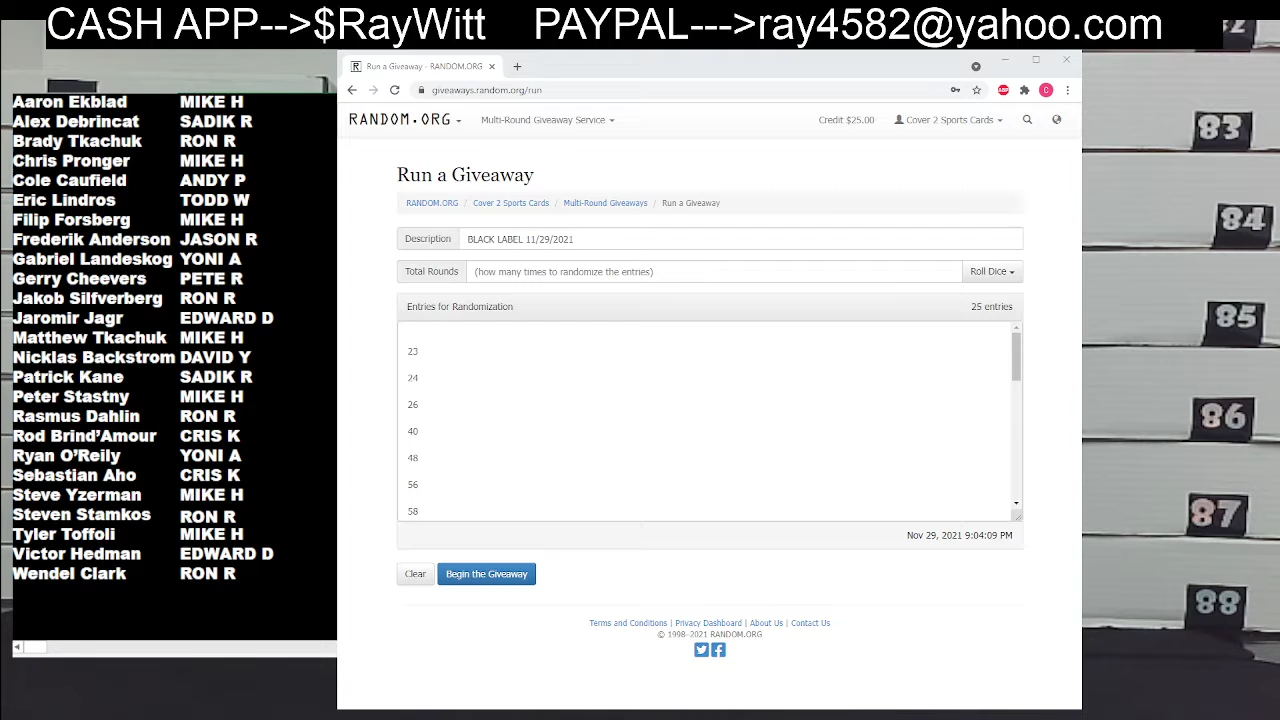 CASH APP-->$RayWitt PAYPAL--->ray4582@yahoo.com
Aaron Ekblad MIKE H
Alex Debrincat SADIK R
Brady Tkachuk RON R
Chris Pronger MIKE H
Cole Caufield ANDY P
Eric Lindros TODD W
Filip Forsberg MIKE H
Frederik Anderson JASON R
Gabriel Landeskog YONI A
Gerry Cheevers PETE R
Jakob Silfverberg RON R
Jaromir Jagr EDWARD D
Matthew Tkachuk MIKE H
Nicklas Backstrom DAVID Y
Patrick Kane SADIK R
Peter Stastny MIKE H
Rasmus Dahlin RON R
Rod Brind’Amour CRIS K
Ryan O’Reily YONI A
Sebastian Aho CRIS K
Steve Yzerman MIKE H
Steven Stamkos RON R
Tyler Toffoli MIKE H
Victor Hedman EDWARD D
Wendel Clark RON R
R Run a Giveaway - RANDOM.ORG
giveaways.random.org/run
ABP
C
RANDOM.ORG Multi-Round Giveaway Service Credit $25.00 Cover 2 Sports Cards
Run a Giveaway
RANDOM.ORG / Cover 2 Sports Cards / Multi-Round Giveaways / Run a Giveaway
Description BLACK LABEL 11/29/2021
Total Rounds (how many times to randomize the entries) Roll Dice
Entries for Randomization 25 entries
23
24
26
40
48
56
58
Nov 29, 2021 9:04:09 PM
Clear Begin the Giveaway
Terms and Conditions | Privacy Dashboard | About Us | Contact Us
© 1998–2021 RANDOM.ORG
83
84
85
86
87
88